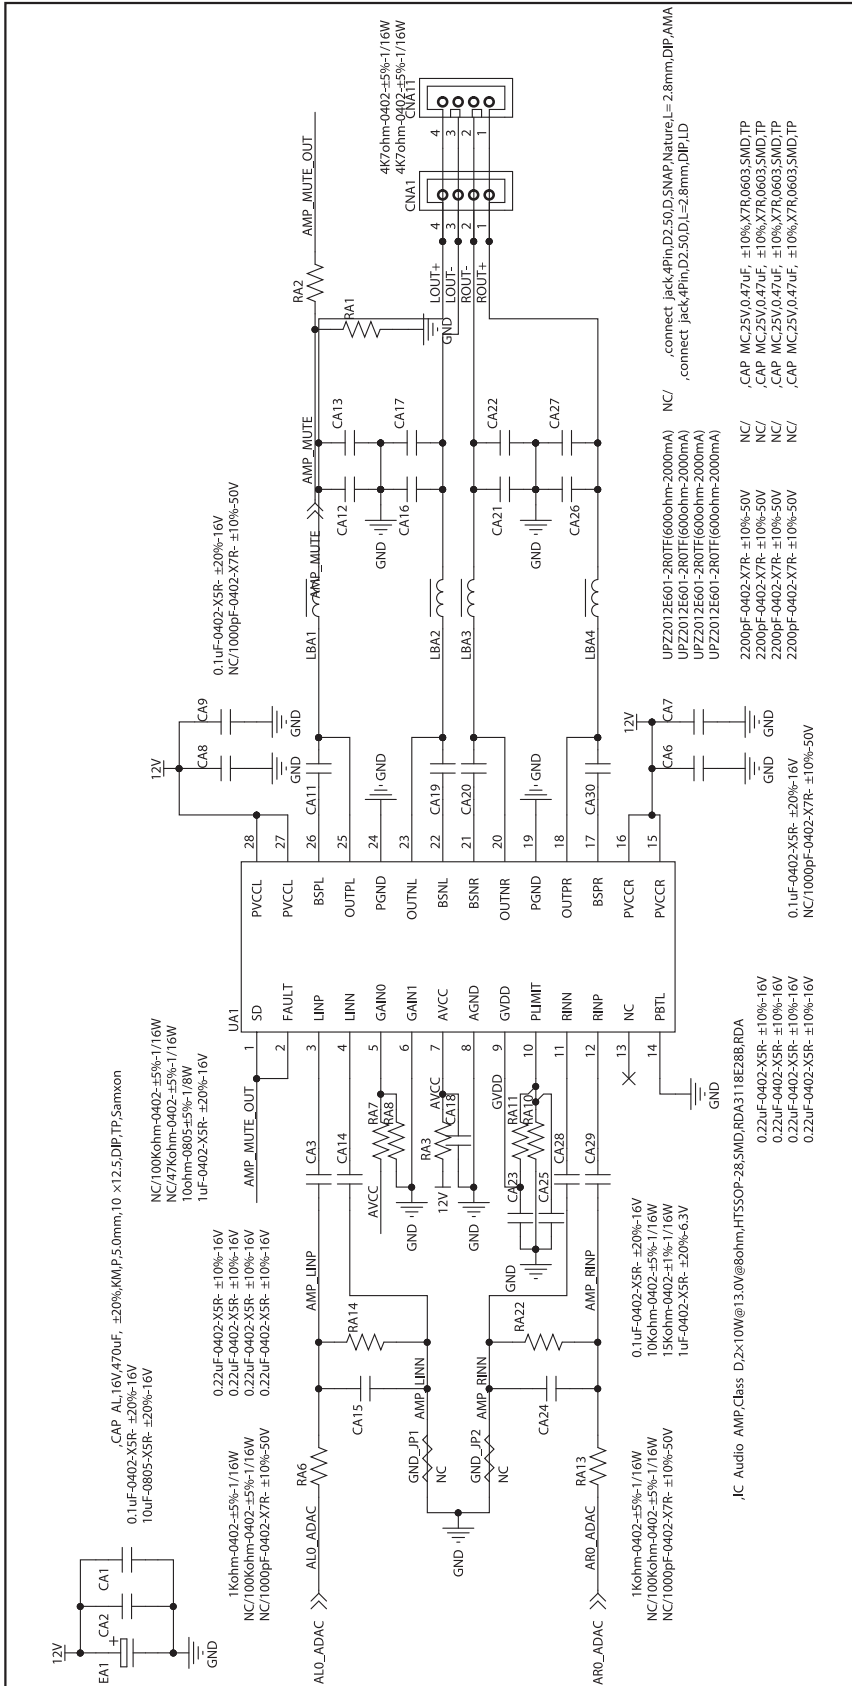 12V
EA1
CA2
CA1
GND
,CAP AL,16V,470uF, ±20%,KM,P,5.0mm,10 ×12.5,DIP,TP,Samxon
0.1uF-0402-X5R- ±20%-16V
10uF-0805-X5R- ±20%-16V
NC/100Kohm-0402-±5%-1/16W
NC/47Kohm-0402-±5%-1/16W
10ohm-0805±5%-1/8W
1uF-0402-X5R- ±20%-16V
0.22uF-0402-X5R- ±10%-16V
0.22uF-0402-X5R- ±10%-16V
0.22uF-0402-X5R- ±10%-16V
0.22uF-0402-X5R- ±10%-16V
1Kohm-0402-±5%-1/16W
NC/100Kohm-0402-±5%-1/16W
NC/1000pF-0402-X7R- ±10%-50V
AL0_ADAC
AL0_ADAC
RA6
CA15
RA14
AMP_LINP
AMP_LINN
GND_JP1
NC
GND
GND_JP2
NC
AMP_RINN
CA24
RA22
AMP_RINP
RA13
AR0_ADAC
AR0_ADAC
1Kohm-0402-±5%-1/16W
NC/100Kohm-0402-±5%-1/16W
NC/1000pF-0402-X7R- ±10%-50V
0.1uF-0402-X5R- ±20%-16V
10Kohm-0402-±5%-1/16W
15Kohm-0402-±1%-1/16W
1uF-0402-X5R- ±20%-6.3V
AMP_MUTE_OUT
CA3
CA14
AVCC
RA7
RA8
GND
12V
RA3
AVCC
CA18
GND
GVDD
RA11
RA10
CA23
CA25
GND
CA28
CA29
GND
UA1
1 SD
2 FAULT
3 LINP
4 LINN
5 GAIN0
6 GAIN1
7 AVCC
8 AGND
9 GVDD
10 PLIMIT
11 RINN
12 RINP
13 NC
14 PBTL
PVCCL 28
PVCCL 27
BSPL 26
OUTPL 25
PGND 24
OUTNL 23
BSNL 22
BSNR 21
OUTNR 20
PGND 19
OUTPR 18
BSPR 17
PVCCR 16
PVCCR 15
,IC Audio AMP,Class D,2×10W@13.0V@8ohm,HTSSOP-28,SMD,RDA3118E28B,RDA
0.22uF-0402-X5R- ±10%-16V
0.22uF-0402-X5R- ±10%-16V
0.22uF-0402-X5R- ±10%-16V
0.22uF-0402-X5R- ±10%-16V
12V
CA8
CA9
GND
GND
0.1uF-0402-X5R- ±20%-16V
NC/1000pF-0402-X7R- ±10%-50V
CA11
GND
CA19
CA20
GND
CA30
12V
CA6
CA7
GND
GND
0.1uF-0402-X5R- ±20%-16V
NC/1000pF-0402-X7R- ±10%-50V
LBA1
LBA2
LBA3
LBA4
AMP_MUTE
AMP_MUTE
CA12
CA13
CA16
CA17
GND
CA21
CA22
CA26
CA27
GND
RA2
RA1
GND
AMP_MUTE_OUT
LOUT+
LOUT-
ROUT-
ROUT+
4
3
2
1
CNA1
4
3
2
1
CNA11
4K7ohm-0402-±5%-1/16W
4K7ohm-0402-±5%-1/16W
NC/ ,connect jack,4Pin,D2.50,D,SNAP,Nature,L= 2.8mm,DIP,AMA
,connect jack,4Pin,D2.50,D,L=2.8mm,DIP,LD
UPZ2012E601-2R0TF(600ohm-2000mA)
UPZ2012E601-2R0TF(600ohm-2000mA)
UPZ2012E601-2R0TF(600ohm-2000mA)
UPZ2012E601-2R0TF(600ohm-2000mA)
2200pF-0402-X7R- ±10%-50V NC/ ,CAP MC,25V,0.47uF, ±10%,X7R,0603,SMD,TP
2200pF-0402-X7R- ±10%-50V NC/ ,CAP MC,25V,0.47uF, ±10%,X7R,0603,SMD,TP
2200pF-0402-X7R- ±10%-50V NC/ ,CAP MC,25V,0.47uF, ±10%,X7R,0603,SMD,TP
2200pF-0402-X7R- ±10%-50V NC/ ,CAP MC,25V,0.47uF, ±10%,X7R,0603,SMD,TP